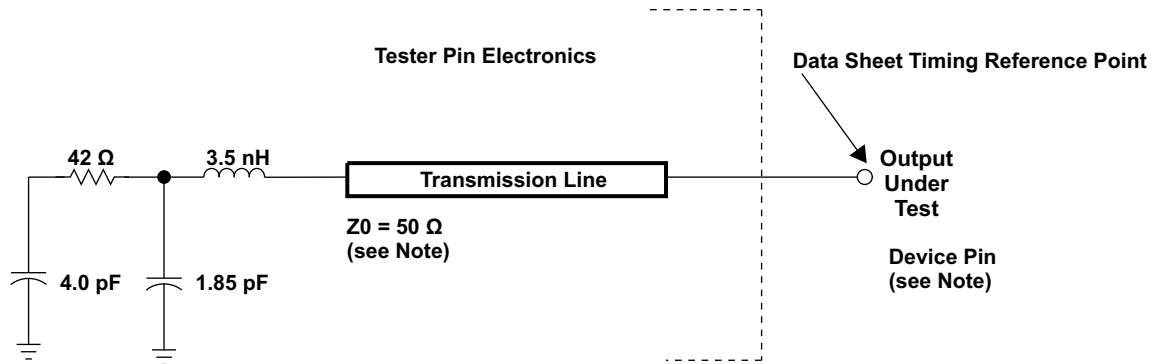 Tester Pin Electronics
Data Sheet Timing Reference Point
42 Ω
3.5 nH
Transmission Line
Output
Under
Test
Z0 = 50 Ω
(see Note)
Device Pin
(see Note)
4.0 pF
1.85 pF